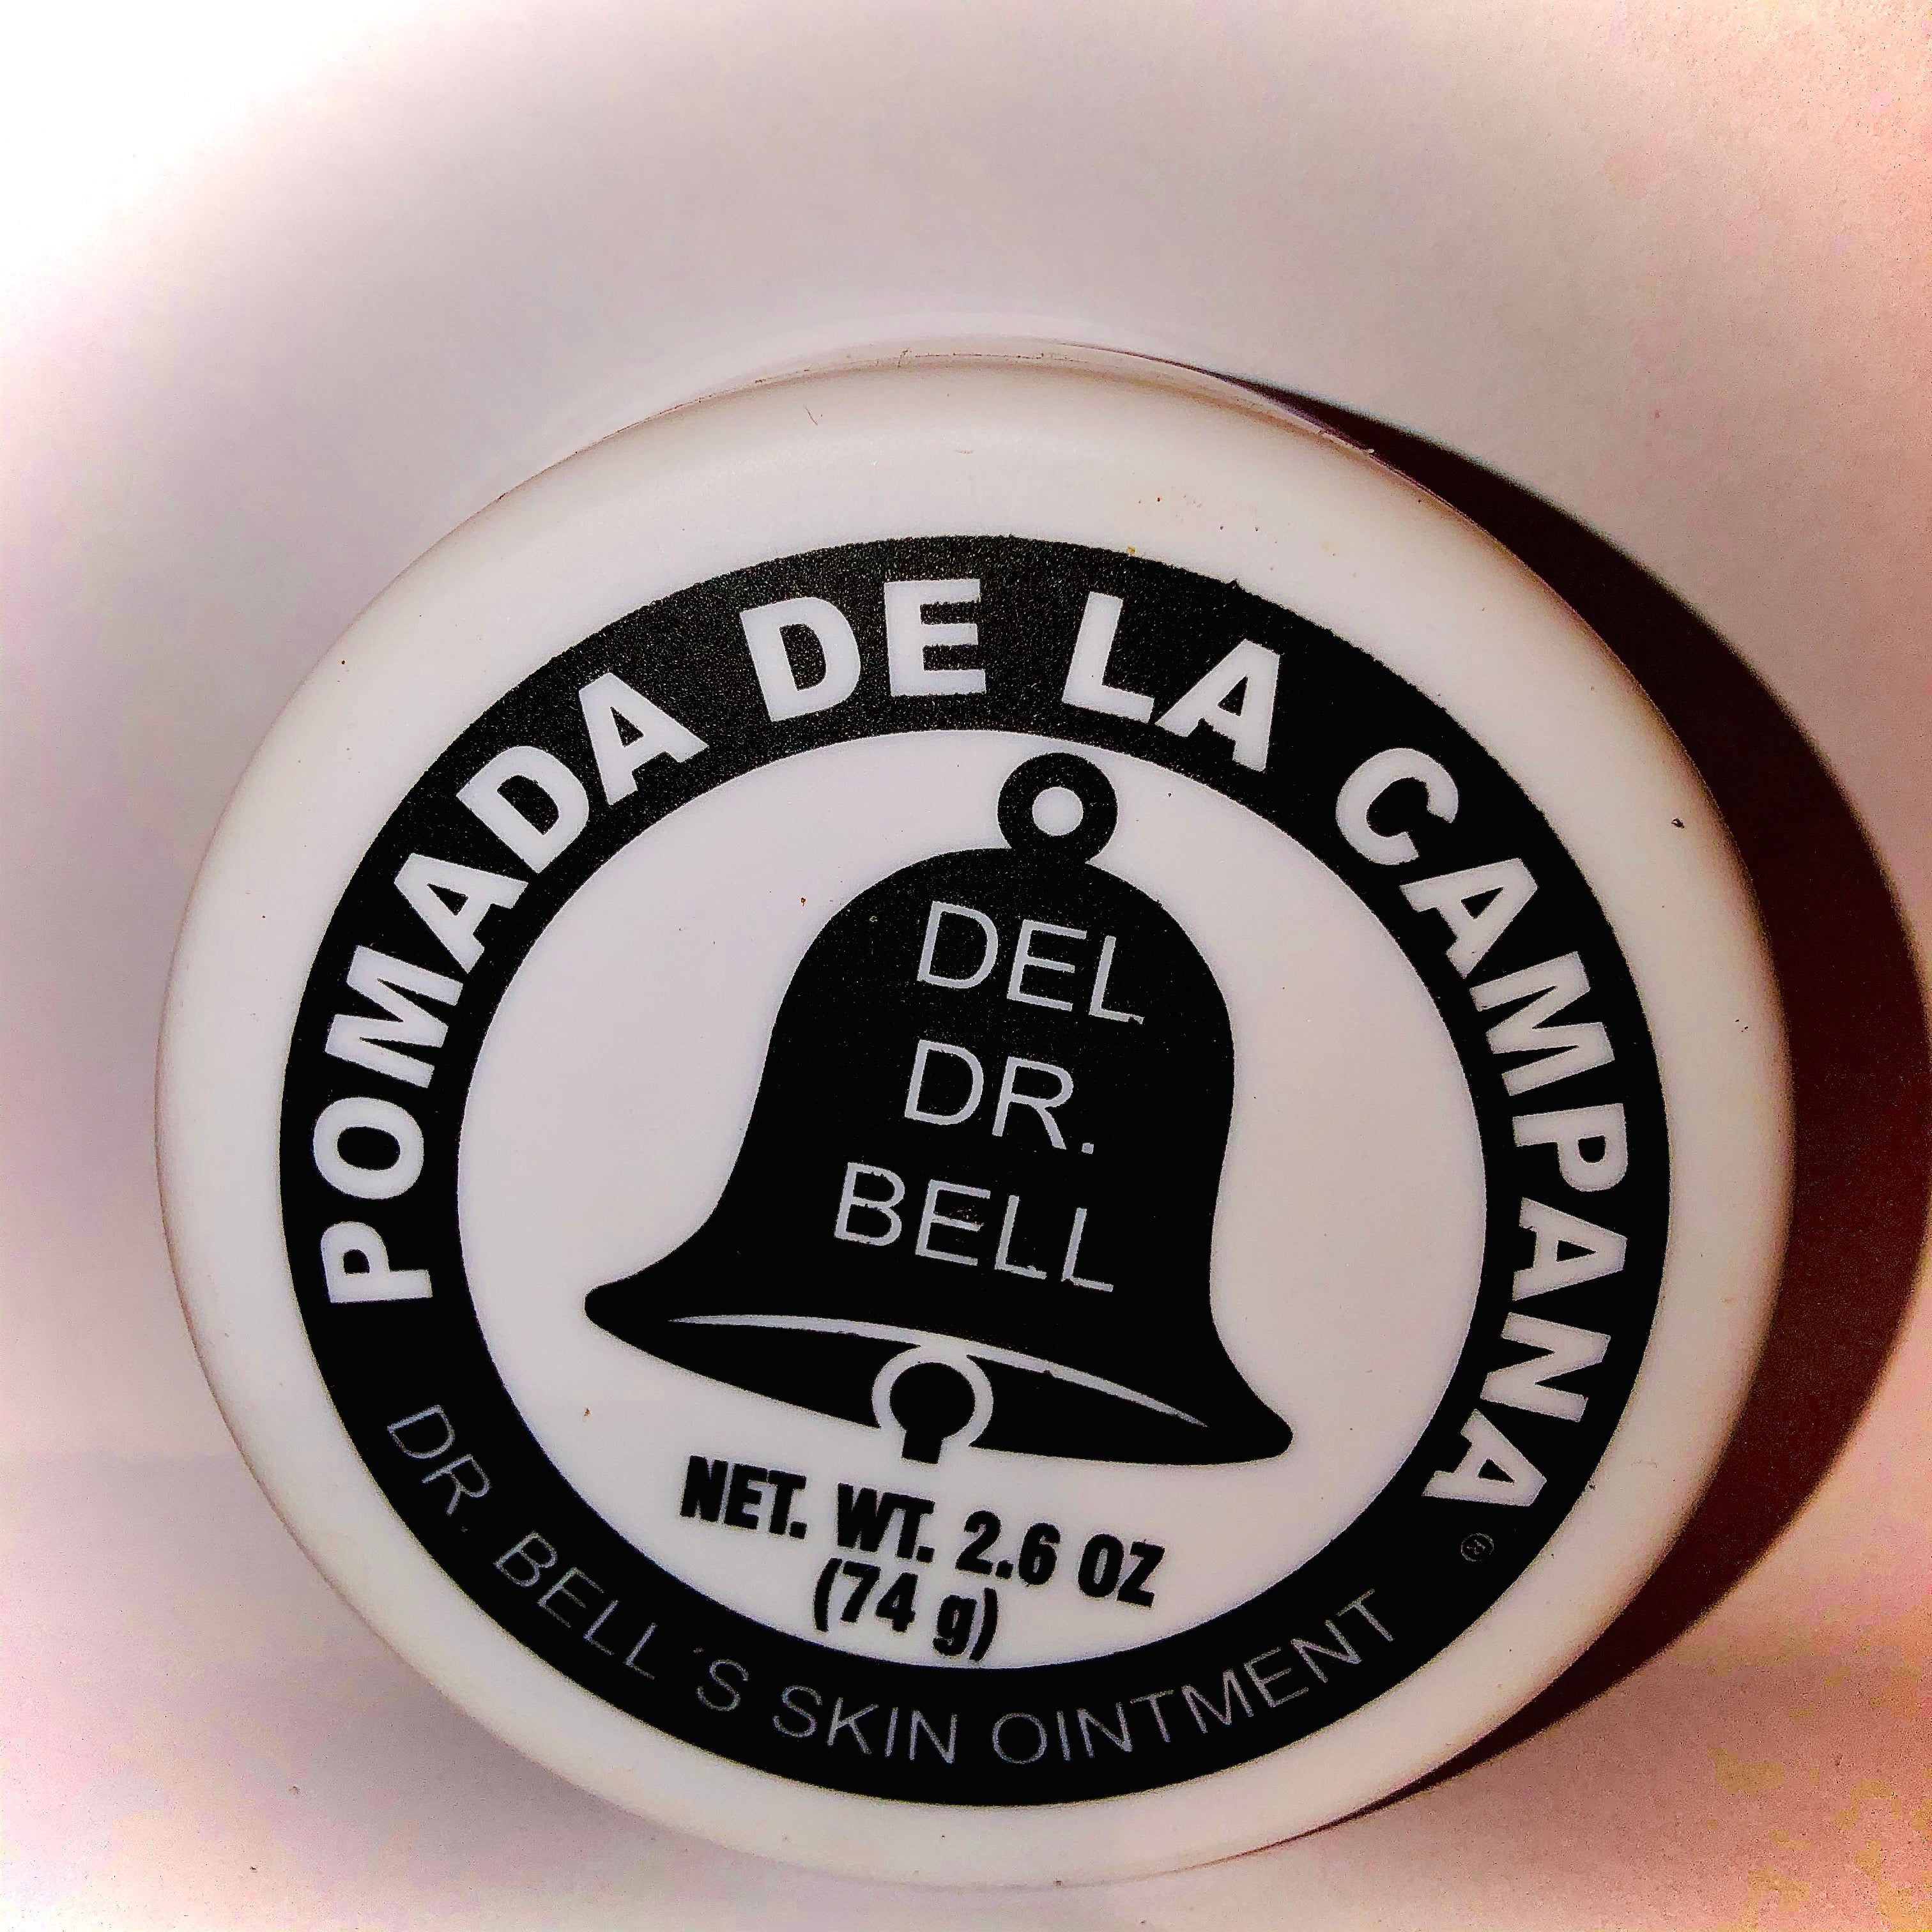 POMADA DE LA CAMPANA®
DEL
DR.
BELL
NET. WT. 2.6 OZ
(74 g)
DR. BELL ´S SKIN OINTMENT